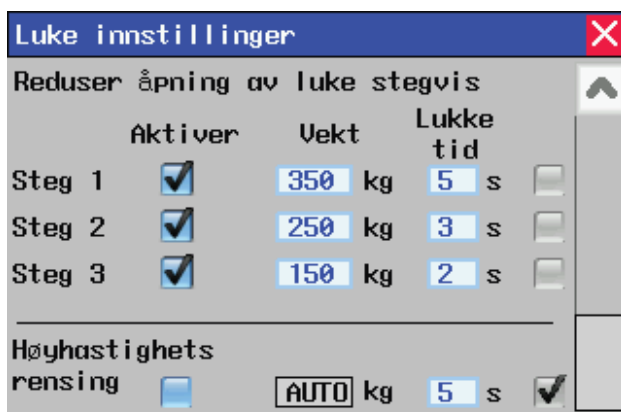 Luke innstillinger
Reduser åpning av luke stegvis
Aktiver Vekt Lukke tid
Steg 1 350 kg 5 s
Steg 2 250 kg 3 s
Steg 3 150 kg 2 s
Høyhastighets
rensing AUTO kg 5 s